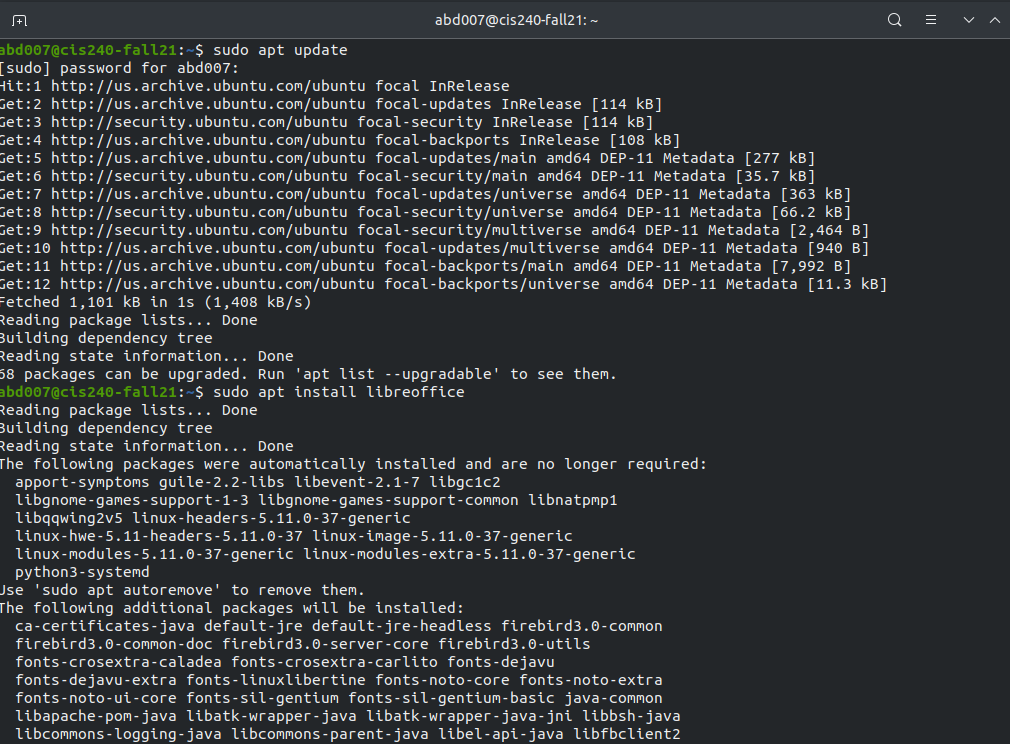 abd007@cis240-fall21: ~
abd007@cis240-fall21:~$ sudo apt update
[sudo] password for abd007:
Hit:1 http://us.archive.ubuntu.com/ubuntu focal InRelease
Get:2 http://us.archive.ubuntu.com/ubuntu focal-updates InRelease [114 kB]
Get:3 http://security.ubuntu.com/ubuntu focal-security InRelease [114 kB]
Get:4 http://us.archive.ubuntu.com/ubuntu focal-backports InRelease [108 kB]
Get:5 http://us.archive.ubuntu.com/ubuntu focal-updates/main amd64 DEP-11 Metadata [277 kB]
Get:6 http://security.ubuntu.com/ubuntu focal-security/main amd64 DEP-11 Metadata [35.7 kB]
Get:7 http://us.archive.ubuntu.com/ubuntu focal-updates/universe amd64 DEP-11 Metadata [363 kB]
Get:8 http://security.ubuntu.com/ubuntu focal-security/universe amd64 DEP-11 Metadata [66.2 kB]
Get:9 http://security.ubuntu.com/ubuntu focal-security/multiverse amd64 DEP-11 Metadata [2,464 B]
Get:10 http://us.archive.ubuntu.com/ubuntu focal-updates/multiverse amd64 DEP-11 Metadata [940 B]
Get:11 http://us.archive.ubuntu.com/ubuntu focal-backports/main amd64 DEP-11 Metadata [7,992 B]
Get:12 http://us.archive.ubuntu.com/ubuntu focal-backports/universe amd64 DEP-11 Metadata [11.3 kB]
Fetched 1,101 kB in 1s (1,408 kB/s)
Reading package lists... Done
Building dependency tree
Reading state information... Done
68 packages can be upgraded. Run 'apt list --upgradable' to see them.
abd007@cis240-fall21:~$ sudo apt install libreoffice
Reading package lists... Done
Building dependency tree
Reading state information... Done
The following packages were automatically installed and are no longer required:
apport-symptoms guile-2.2-libs libevent-2.1-7 libgc1c2
libgnome-games-support-1-3 libgnome-games-support-common libnatpmp1
libqqwing2v5 linux-headers-5.11.0-37-generic
linux-hwe-5.11-headers-5.11.0-37 linux-image-5.11.0-37-generic
linux-modules-5.11.0-37-generic linux-modules-extra-5.11.0-37-generic
python3-systemd
Use 'sudo apt autoremove' to remove them.
The following additional packages will be installed:
ca-certificates-java default-jre default-jre-headless firebird3.0-common
firebird3.0-common-doc firebird3.0-server-core firebird3.0-utils
fonts-crosextra-caladea fonts-crosextra-carlito fonts-dejavu
fonts-dejavu-extra fonts-linuxlibertine fonts-noto-core fonts-noto-extra
fonts-noto-ui-core fonts-sil-gentium fonts-sil-gentium-basic java-common
libapache-pom-java libatk-wrapper-java libatk-wrapper-java-jni libbsh-java
libcommons-logging-java libcommons-parent-java libel-api-java libfbclient2